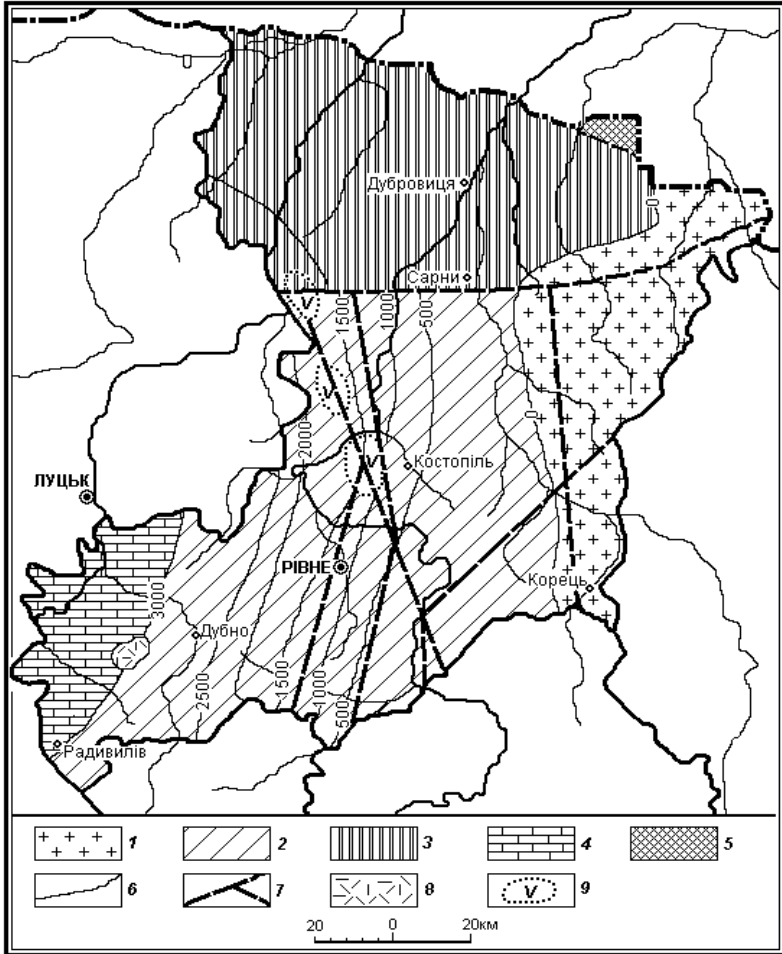 0
Дубровиця
Сарни
1500
1000
500
V
V
0
2000
V
Костопіль
ЛУЦЬК
РІВНЕ
Корець
3000
Дубно
2500
1500
1000
500
Радивилів
1
2
3
4
5
6
7
8
V
9
20 0 20км